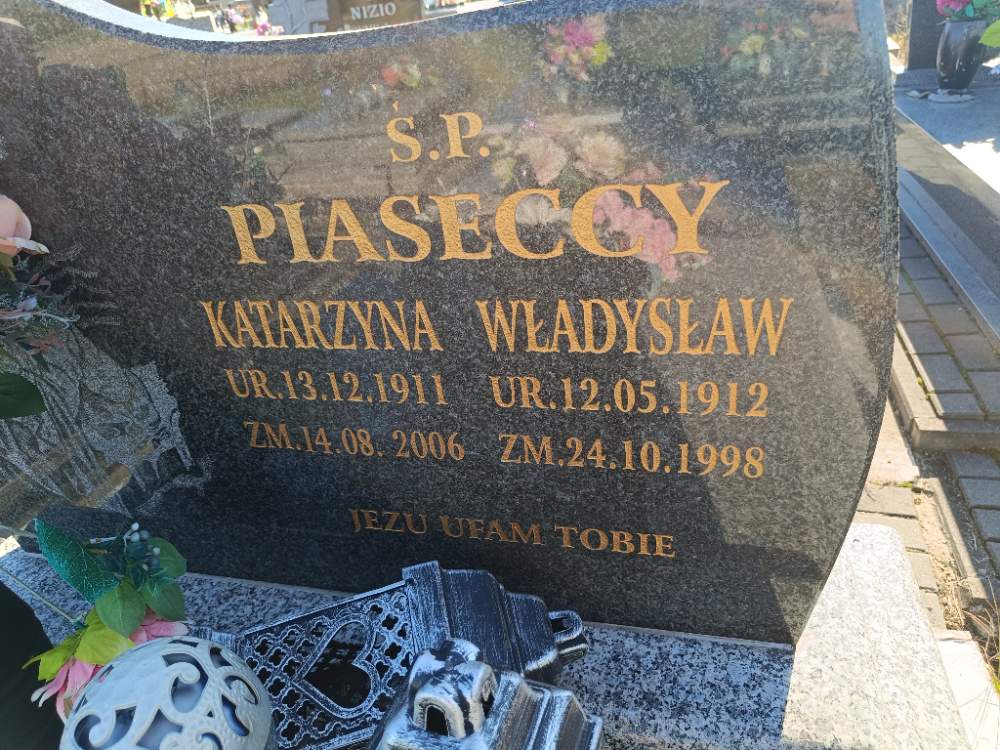 NIZIO
Ś.P.
PIASECCY
KATARZYNA WŁADYSŁAW
UR.13.12.1911 UR.12.05.1912
ZM.14.08.2006 ZM.24.10.1998
JEZU UFAM TOBIE